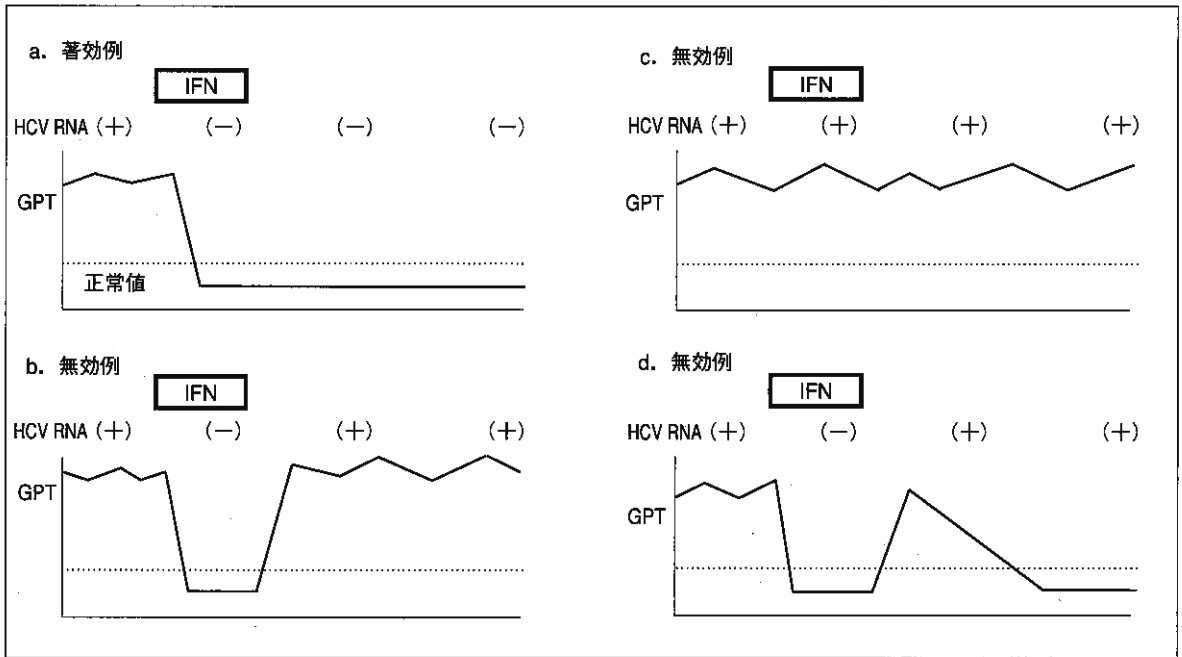 a. 著効例
IFN
HCV RNA (+) (−) (−) (−)
GPT
正常値
b. 無効例
IFN
HCV RNA (+) (−) (+) (+)
GPT
c. 無効例
IFN
HCV RNA (+) (+) (+) (+)
GPT
d. 無効例
IFN
HCV RNA (+) (−) (+) (+)
GPT